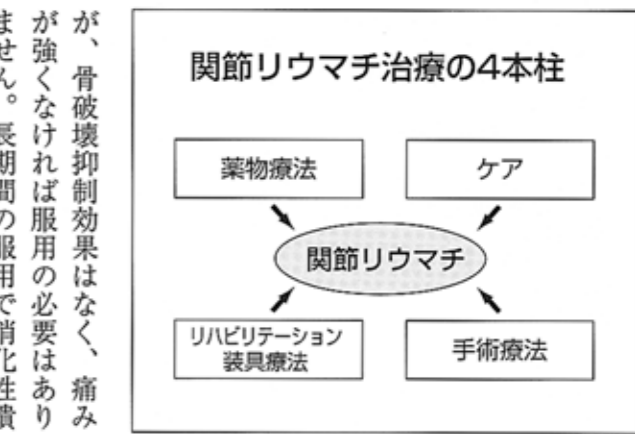 が、骨破壊抑制効果はなく、痛み
が強くなければ服用の必要はあり
ません。長期間の服用で消化性潰
関節リウマチ治療の4本柱
薬物療法
ケア
関節リウマチ
リハビリテーション
装具療法
手術療法